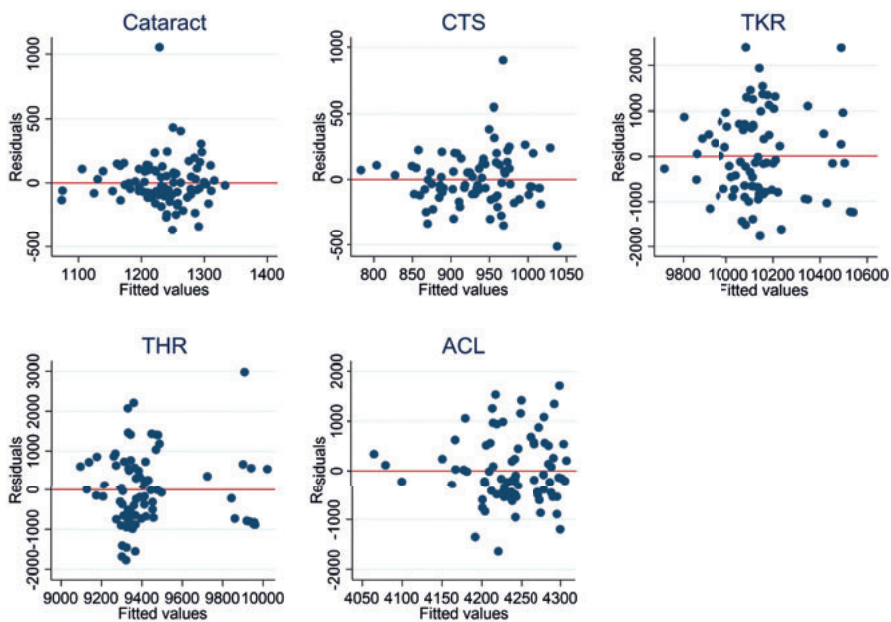 Cataract
Residuals
1000
500
0
-500
1100 1200 1300 1400
Fitted values
CTS
Residuals
1000
500
0
-500
800 850 900 950 1000 1050
Fitted values
TKR
Residuals
2000
1000
0
-1000
-2000
9800 10000 10200 10400 10600
Fitted values
THR
Residuals
3000
2000
1000
0
-1000
-2000
9000 9200 9400 9600 9800 10000
Fitted values
ACL
Residuals
2000
1000
0
-1000
-2000
4050 4100 4150 4200 4250 4300
Fitted values